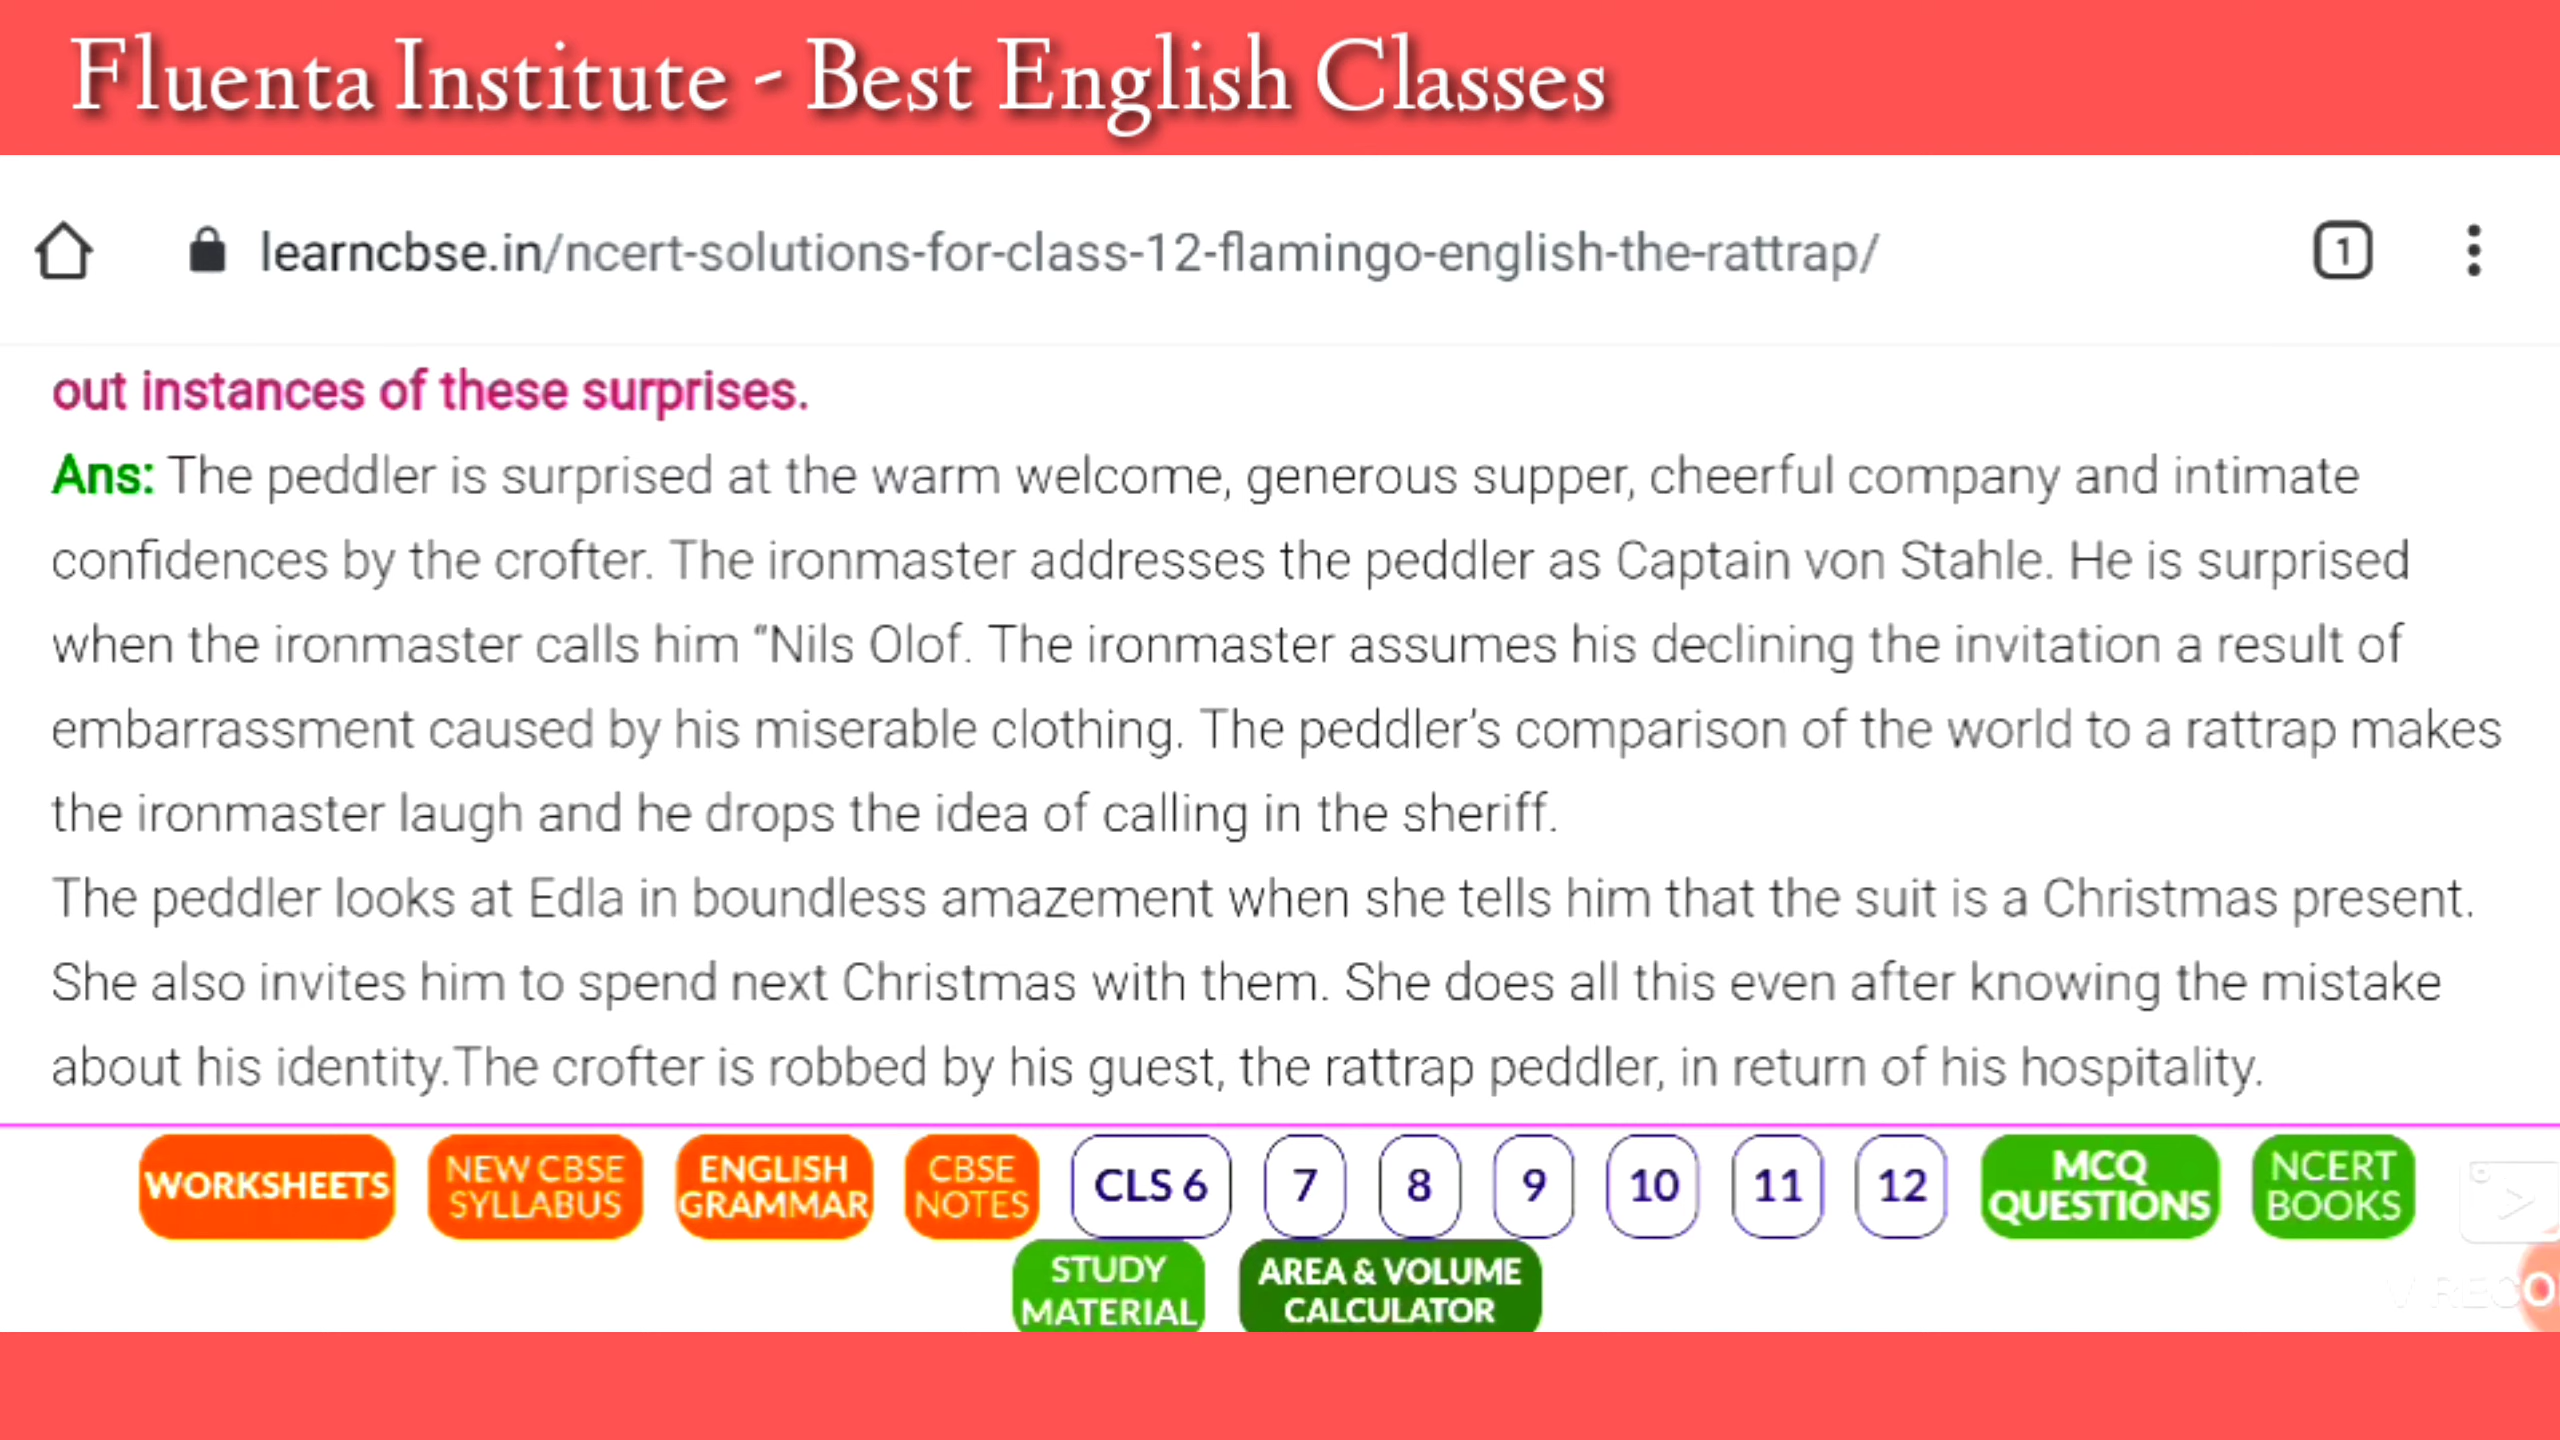 Fluenta Institute - Best English Classes
learncbse.in/ncert-solutions-for-class-12-flamingo-english-the-rattrap/
1
out instances of these surprises.
Ans: The peddler is surprised at the warm welcome, generous supper, cheerful company and intimate
confidences by the crofter. The ironmaster addresses the peddler as Captain von Stahle. He is surprised
when the ironmaster calls him “Nils Olof. The ironmaster assumes his declining the invitation a result of
embarrassment caused by his miserable clothing. The peddler’s comparison of the world to a rattrap makes
the ironmaster laugh and he drops the idea of calling in the sheriff.
The peddler looks at Edla in boundless amazement when she tells him that the suit is a Christmas present.
She also invites him to spend next Christmas with them. She does all this even after knowing the mistake
about his identity.The crofter is robbed by his guest, the rattrap peddler, in return of his hospitality.
WORKSHEETS
NEW CBSE
SYLLABUS
ENGLISH
GRAMMAR
CBSE
NOTES
CLS 6
7
8
9
10
11
12
MCQ
QUESTIONS
NCERT
BOOKS
STUDY
MATERIAL
AREA & VOLUME
CALCULATOR